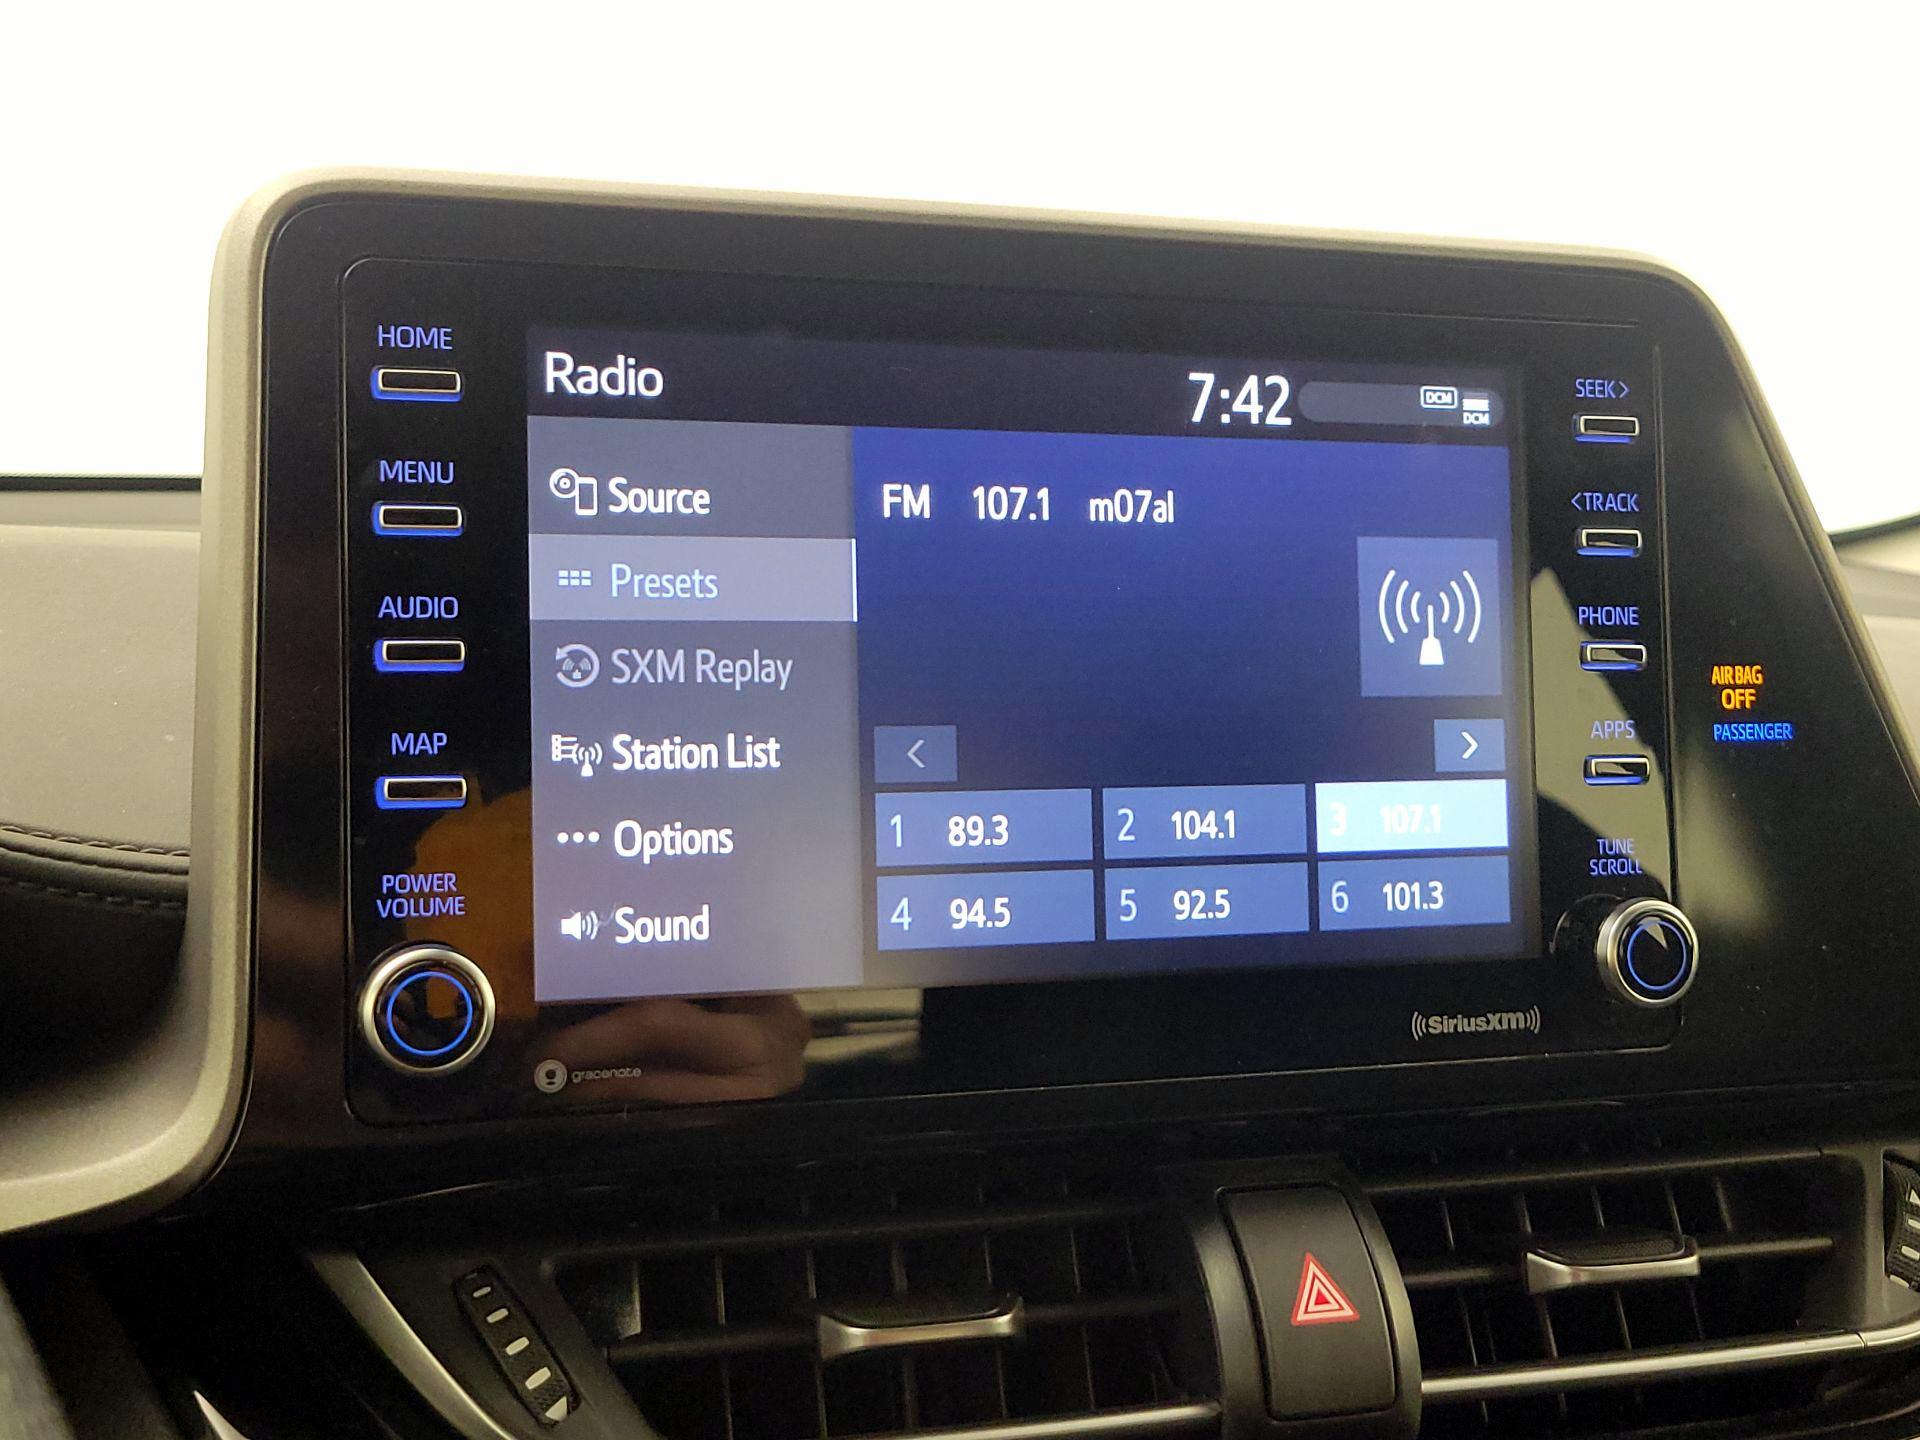 HOME
MENU
AUDIO
MAP
POWER
VOLUME
Radio
7:42
DCM
DCM
Source
Presets
SXM Replay
Station List
Options
Sound
FM 107.1 m07al
<
>
1 89.3
2 104.1
3 107.1
4 94.5
5 92.5
6 101.3
SEEK>
<TRACK
PHONE
APPS
TUNE
SCROLL
AIR BAG
OFF
PASSENGER
gracenote
((SiriusXM))